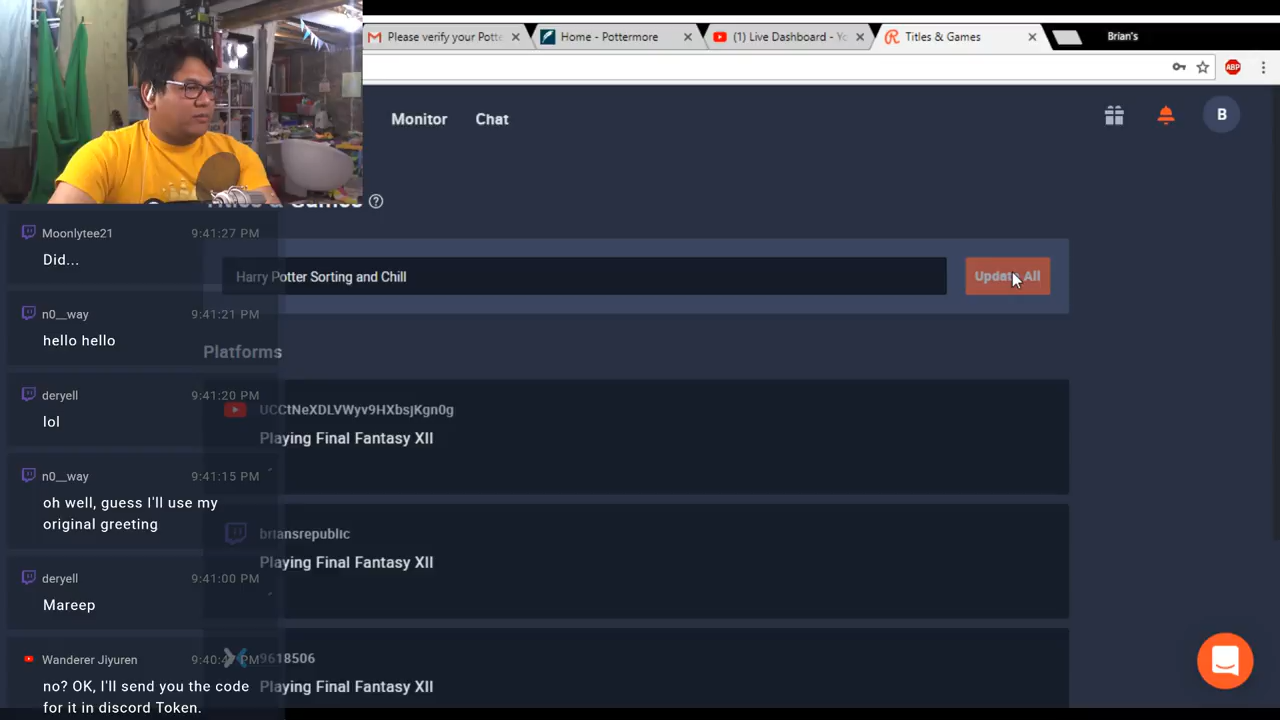 Please verify your Potte
Home - Pottermore
(1) Live Dashboard - Yo
Titles & Games
Brian's
ABP
Monitor
Chat
B
Titles & Games
Harry Potter Sorting and Chill
Update All
Platforms
UCCtNeXDLVWyv9HXbsjKgn0g
Playing Final Fantasy XII
briansrepublic
Playing Final Fantasy XII
9618506
Playing Final Fantasy XII
Moonlytee21
9:41:27 PM
Did...
n0__way
9:41:21 PM
hello hello
deryell
9:41:20 PM
lol
n0__way
9:41:15 PM
oh well, guess I'll use my
original greeting
deryell
9:41:00 PM
Mareep
Wanderer Jiyuren
PM
no? OK, I'll send you the code
for it in discord Token.